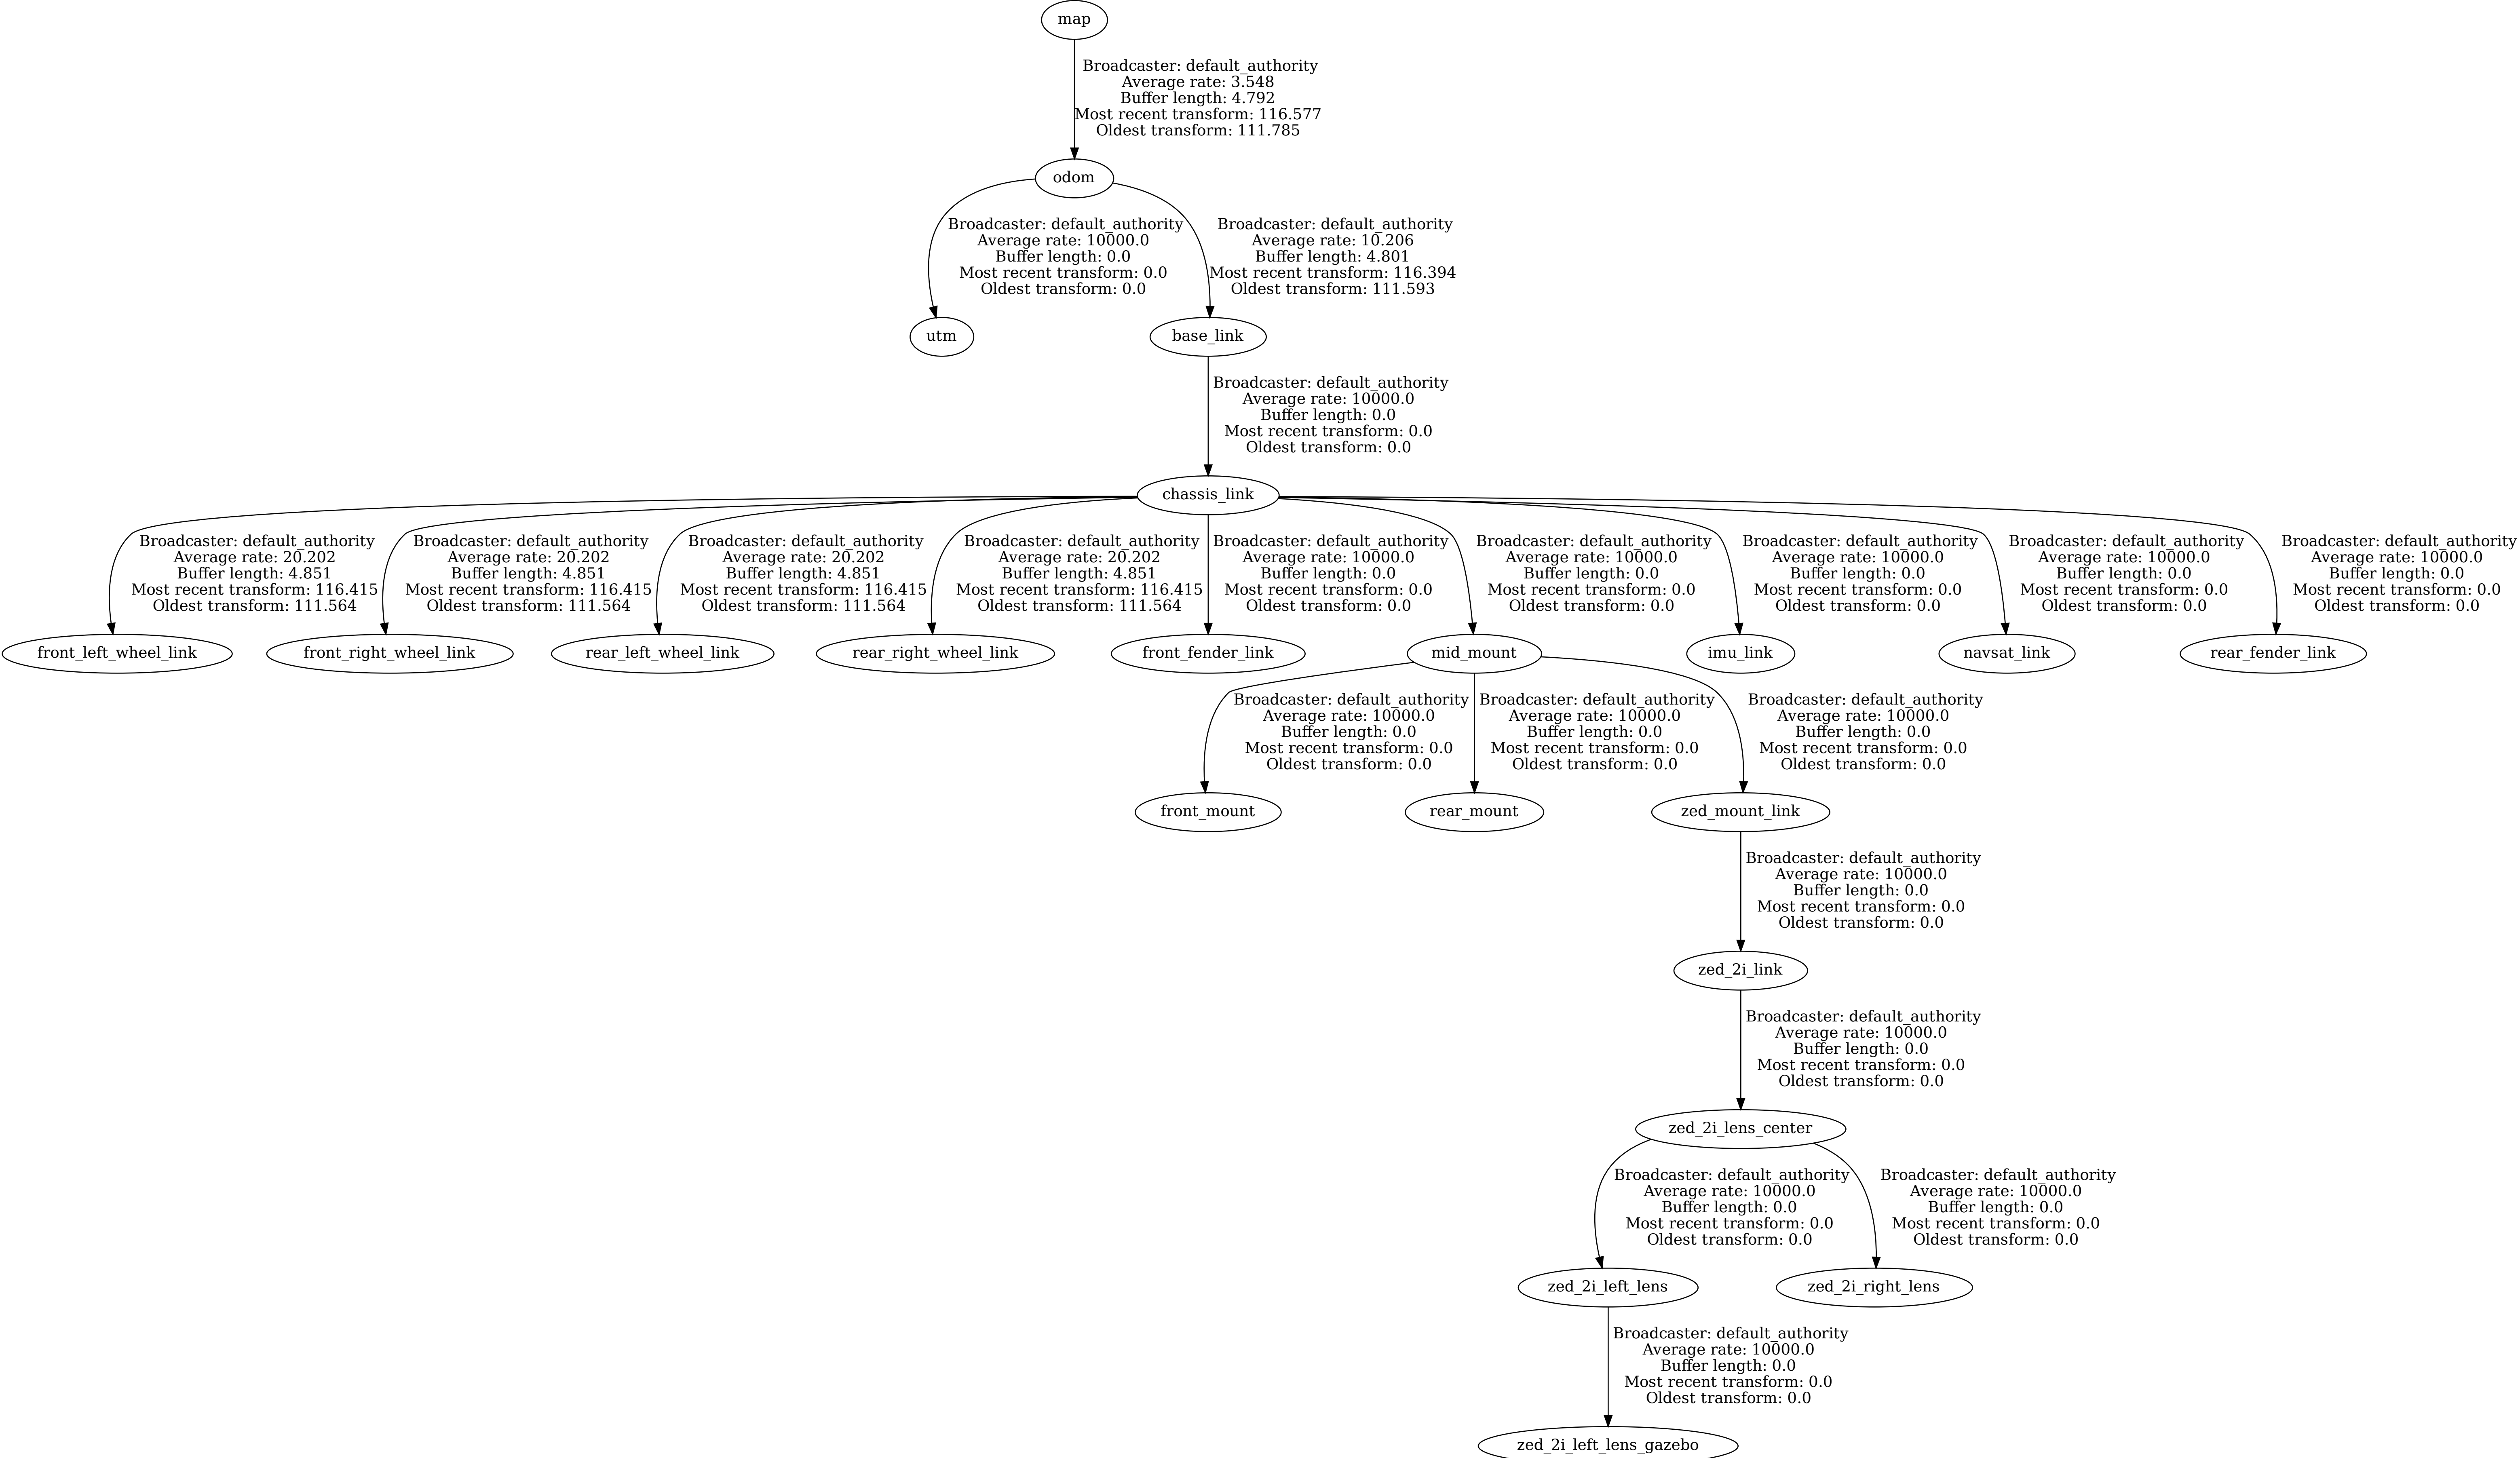 map
Broadcaster: default_authority
Average rate: 3.548
Buffer length: 4.792
Most recent transform: 116.577
Oldest transform: 111.785
odom
Broadcaster: default_authority
Average rate: 10000.0
Buffer length: 0.0
Most recent transform: 0.0
Oldest transform: 0.0
Broadcaster: default_authority
Average rate: 10.206
Buffer length: 4.801
Most recent transform: 116.394
Oldest transform: 111.593
utm
base_link
Broadcaster: default_authority
Average rate: 10000.0
Buffer length: 0.0
Most recent transform: 0.0
Oldest transform: 0.0
chassis_link
Broadcaster: default_authority
Average rate: 20.202
Buffer length: 4.851
Most recent transform: 116.415
Oldest transform: 111.564
Broadcaster: default_authority
Average rate: 20.202
Buffer length: 4.851
Most recent transform: 116.415
Oldest transform: 111.564
Broadcaster: default_authority
Average rate: 20.202
Buffer length: 4.851
Most recent transform: 116.415
Oldest transform: 111.564
Broadcaster: default_authority
Average rate: 20.202
Buffer length: 4.851
Most recent transform: 116.415
Oldest transform: 111.564
Broadcaster: default_authority
Average rate: 10000.0
Buffer length: 0.0
Most recent transform: 0.0
Oldest transform: 0.0
Broadcaster: default_authority
Average rate: 10000.0
Buffer length: 0.0
Most recent transform: 0.0
Oldest transform: 0.0
Broadcaster: default_authority
Average rate: 10000.0
Buffer length: 0.0
Most recent transform: 0.0
Oldest transform: 0.0
Broadcaster: default_authority
Average rate: 10000.0
Buffer length: 0.0
Most recent transform: 0.0
Oldest transform: 0.0
Broadcaster: default_authority
Average rate: 10000.0
Buffer length: 0.0
Most recent transform: 0.0
Oldest transform: 0.0
front_left_wheel_link
front_right_wheel_link
rear_left_wheel_link
rear_right_wheel_link
front_fender_link
mid_mount
imu_link
navsat_link
rear_fender_link
Broadcaster: default_authority
Average rate: 10000.0
Buffer length: 0.0
Most recent transform: 0.0
Oldest transform: 0.0
Broadcaster: default_authority
Average rate: 10000.0
Buffer length: 0.0
Most recent transform: 0.0
Oldest transform: 0.0
Broadcaster: default_authority
Average rate: 10000.0
Buffer length: 0.0
Most recent transform: 0.0
Oldest transform: 0.0
front_mount
rear_mount
zed_mount_link
Broadcaster: default_authority
Average rate: 10000.0
Buffer length: 0.0
Most recent transform: 0.0
Oldest transform: 0.0
zed_2i_link
Broadcaster: default_authority
Average rate: 10000.0
Buffer length: 0.0
Most recent transform: 0.0
Oldest transform: 0.0
zed_2i_lens_center
Broadcaster: default_authority
Average rate: 10000.0
Buffer length: 0.0
Most recent transform: 0.0
Oldest transform: 0.0
Broadcaster: default_authority
Average rate: 10000.0
Buffer length: 0.0
Most recent transform: 0.0
Oldest transform: 0.0
zed_2i_left_lens
zed_2i_right_lens
Broadcaster: default_authority
Average rate: 10000.0
Buffer length: 0.0
Most recent transform: 0.0
Oldest transform: 0.0
zed_2i_left_lens_gazebo